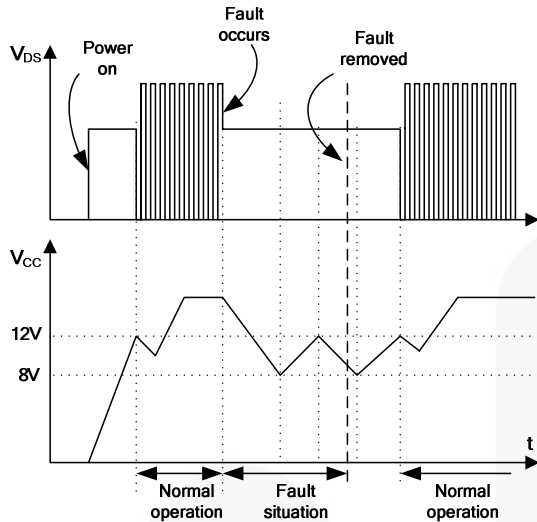 Fault
occurs
Power
on
Fault
removed
VDS
VCC
12V
8V
t
Normal
operation
Fault
situation
Normal
operation